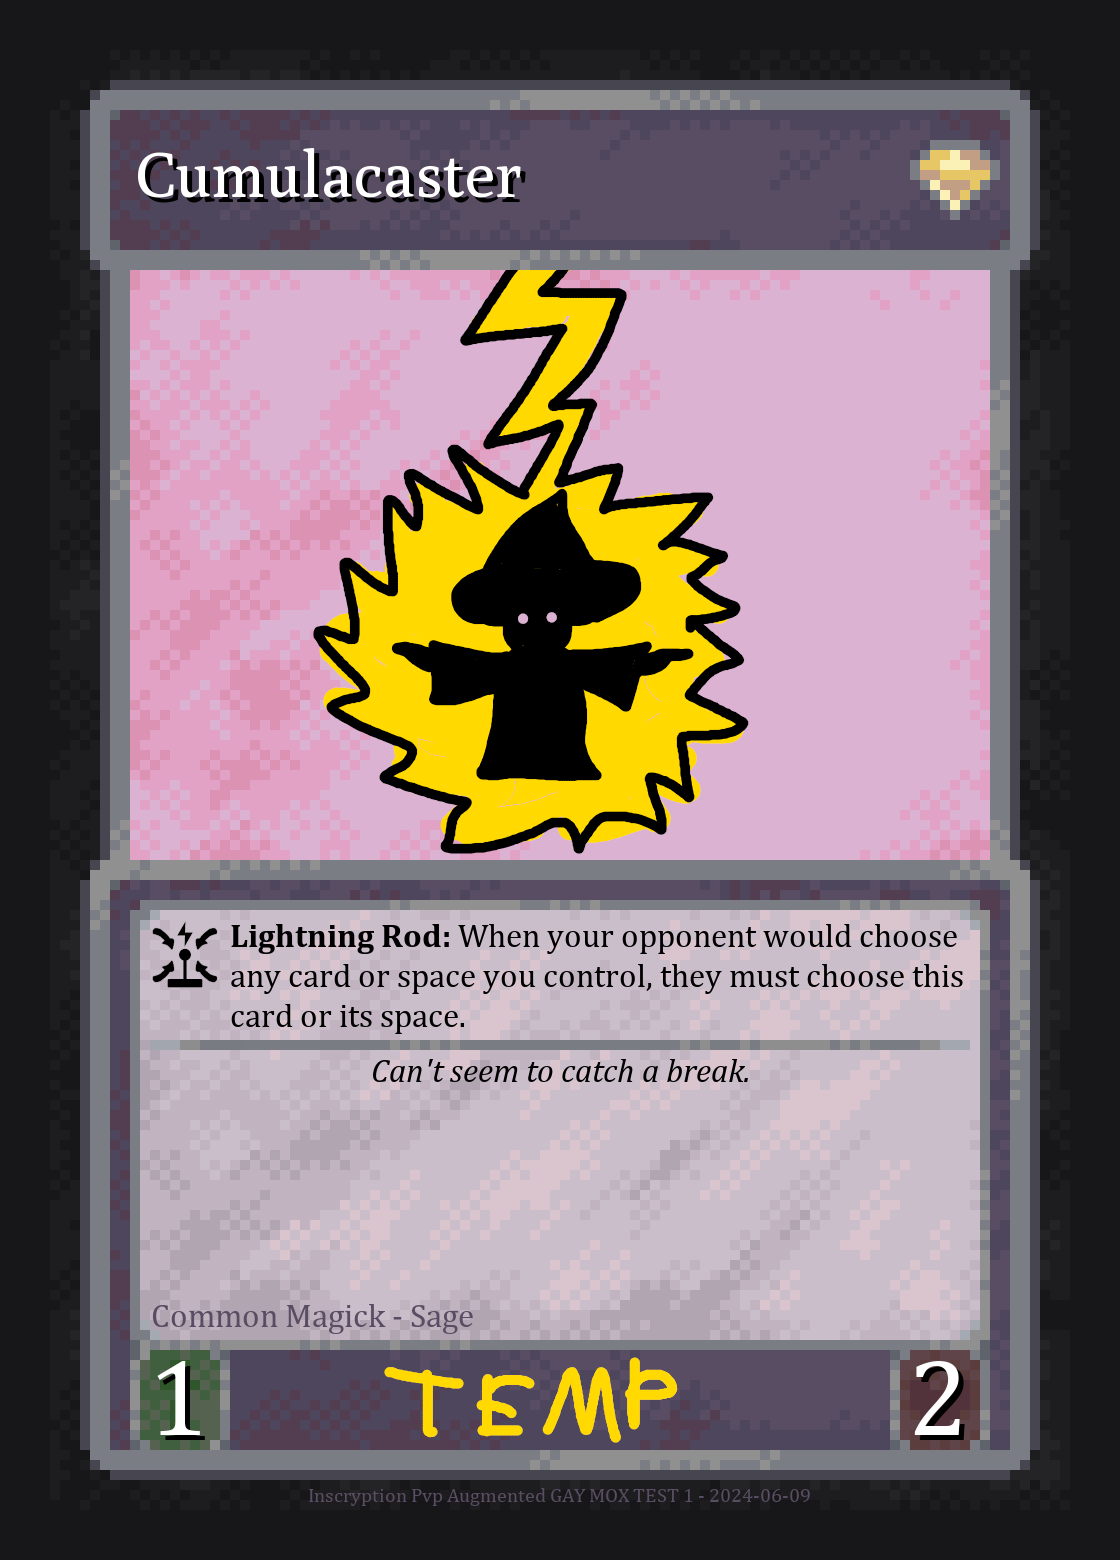 Cumulacaster
Lightning Rod: When your opponent would choose
any card or space you control, they must choose this
card or its space.
Can't seem to catch a break.
Common Magick - Sage
1 TEMP 2
Inscryption Pvp Augmented GAY MOX TEST 1 - 2024-06-09